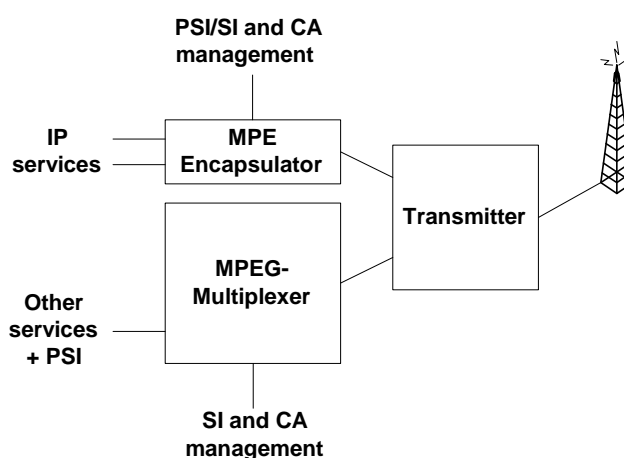 PSI/SI and CA
management
IP
services
MPE
Encapsulator
Transmitter
MPEG-
Multiplexer
Other
services
+ PSI
SI and CA
management